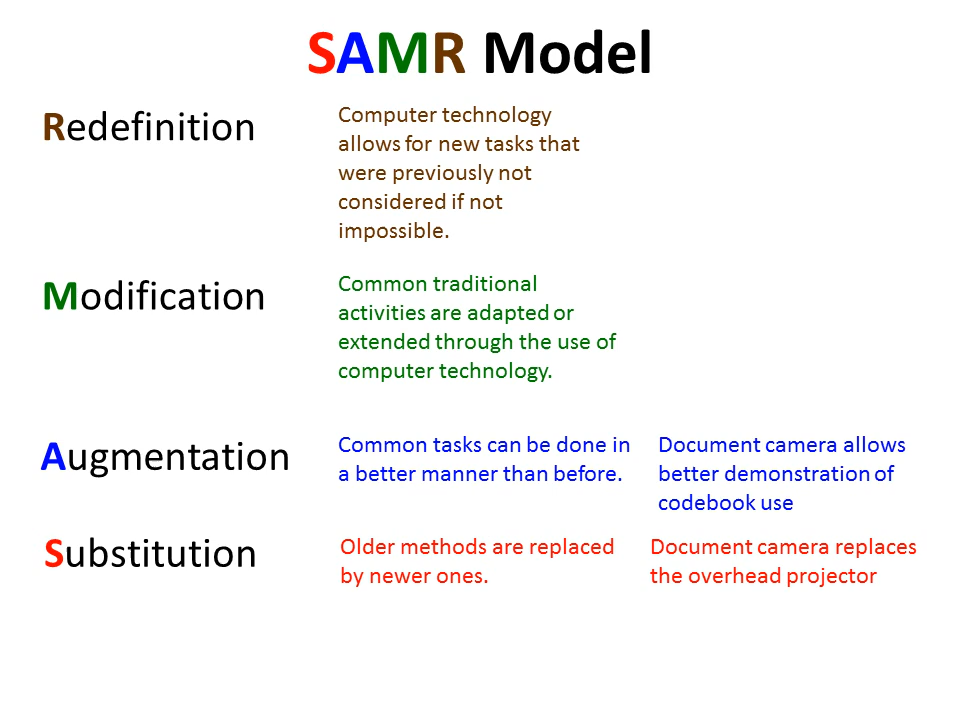 SAMR Model
Redefinition
Computer technology
allows for new tasks that
were previously not
considered if not
impossible.
Modification
Common traditional
activities are adapted or
extended through the use of
computer technology.
Augmentation
Common tasks can be done in
a better manner than before.
Document camera allows
better demonstration of
codebook use
Substitution
Older methods are replaced
by newer ones.
Document camera replaces
the overhead projector